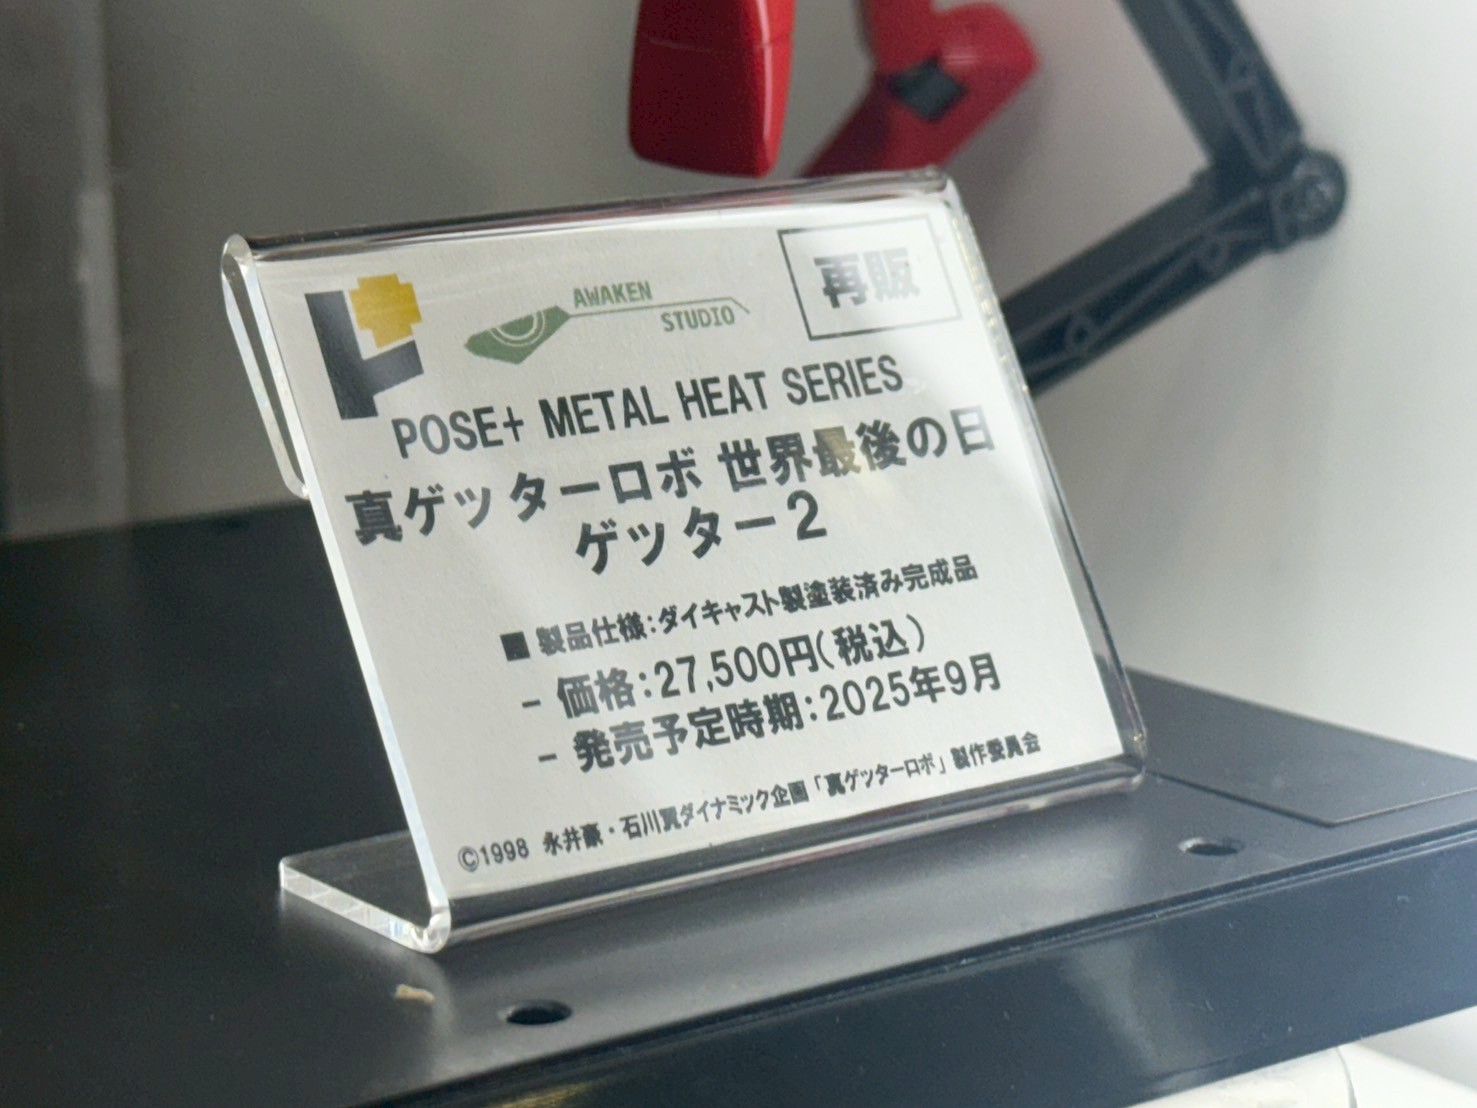 AWAKEN
STUDIO
再販
POSE+ METAL HEAT SERIES
真ゲッターロボ 世界最後の日
ゲッター2
■ 製品仕様:ダイキャスト製塗装済み完成品
- 価格:27,500円(税込)
- 発売予定時期:2025年9月
©1998 永井豪・石川賢ダイナミック企画「真ゲッターロボ」製作委員会